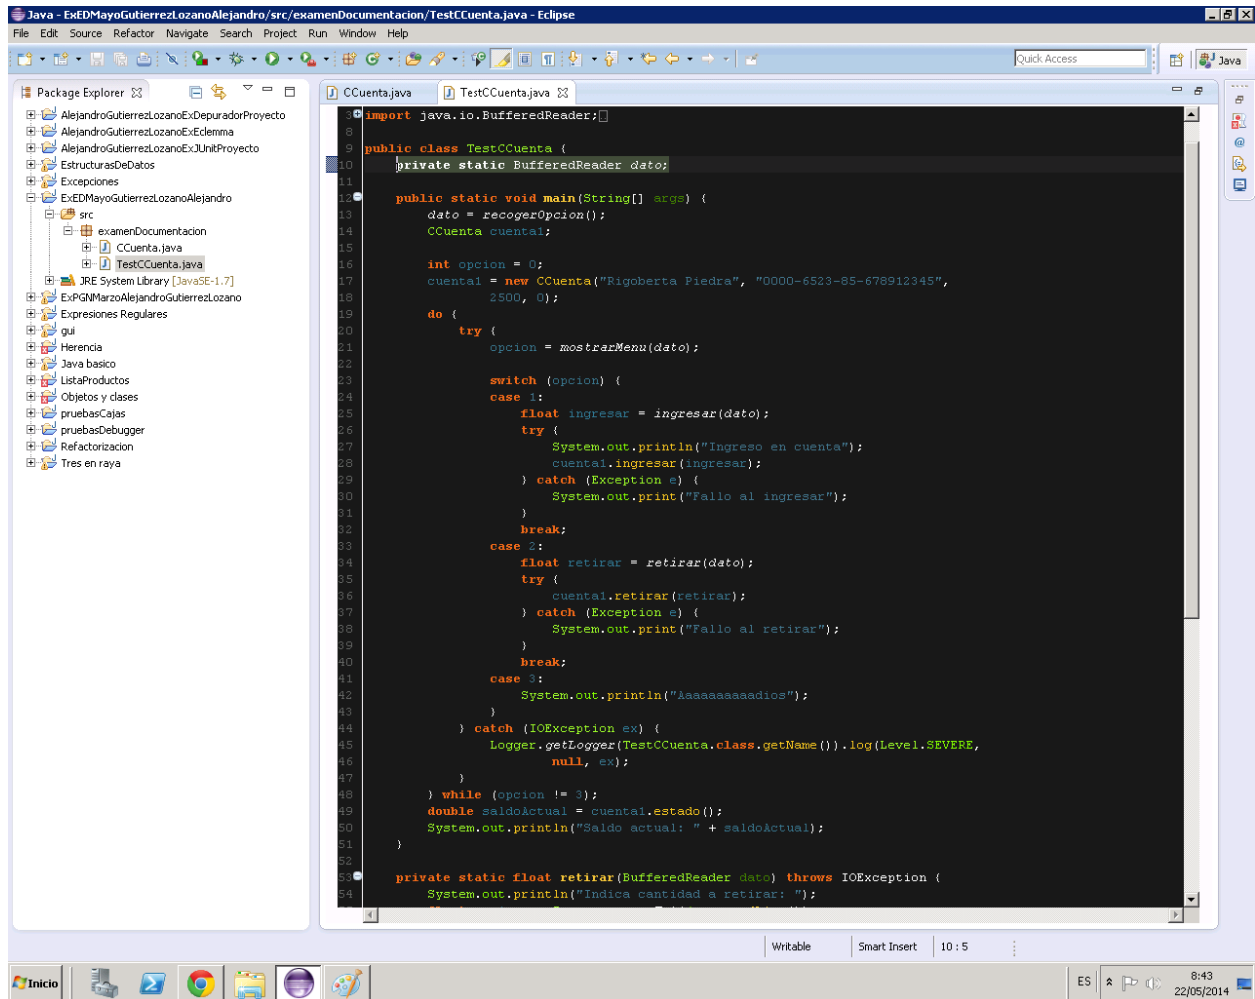 Java - ExEDMayoGutierrezLozanoAlejandro/src/examenDocumentacion/TestCCuenta.java - Eclipse
File Edit Source Refactor Navigate Search Project Run Window Help
Quick Access
Java
Package Explorer
AlejandroGutierrezLozanoExDepuradorProyecto
AlejandroGutierrezLozanoExEclemma
AlejandroGutierrezLozanoExJUnitProyecto
EstructurasDeDatos
Excepciones
ExEDMayoGutierrezLozanoAlejandro
src
examenDocumentacion
CCuenta.java
TestCCuenta.java
JRE System Library [JavaSE-1.7]
ExPGNMarzoAlejandroGutierrezLozano
Expresiones Regulares
gui
Herencia
Java basico
ListaProductos
Objetos y clases
pruebasCajas
pruebasDebugger
Refactorizacion
Tres en raya
CCuenta.java
TestCCuenta.java
3 import java.io.BufferedReader;
8
9 public class TestCCuenta {
10 private static BufferedReader dato;
11
12 public static void main(String[] args) {
13 dato = recogerOpcion();
14 CCuenta cuenta1;
15
16 int opcion = 0;
17 cuenta1 = new CCuenta("Rigoberta Piedra", "0000-6523-85-678912345",
18 2500, 0);
19 do {
20 try {
21 opcion = mostrarMenu(dato);
22
23 switch (opcion) {
24 case 1:
25 float ingresar = ingresar(dato);
26 try {
27 System.out.println("Ingreso en cuenta");
28 cuenta1.ingresar(ingresar);
29 } catch (Exception e) {
30 System.out.print("Fallo al ingresar");
31 }
32 break;
33 case 2:
34 float retirar = retirar(dato);
35 try {
36 cuenta1.retirar(retirar);
37 } catch (Exception e) {
38 System.out.print("Fallo al retirar");
39 }
40 break;
41 case 3:
42 System.out.println("Aaaaaaaaaadios");
43 }
44 } catch (IOException ex) {
45 Logger.getLogger(TestCCuenta.class.getName()).log(Level.SEVERE,
46 null, ex);
47 }
48 } while (opcion != 3);
49 double saldoActual = cuenta1.estado();
50 System.out.println("Saldo actual: " + saldoActual);
51 }
52
53 private static float retirar(BufferedReader dato) throws IOException {
54 System.out.println("Indica cantidad a retirar: ");
Writable
Smart Insert
10 : 5
Inicio
ES
8:43
22/05/2014